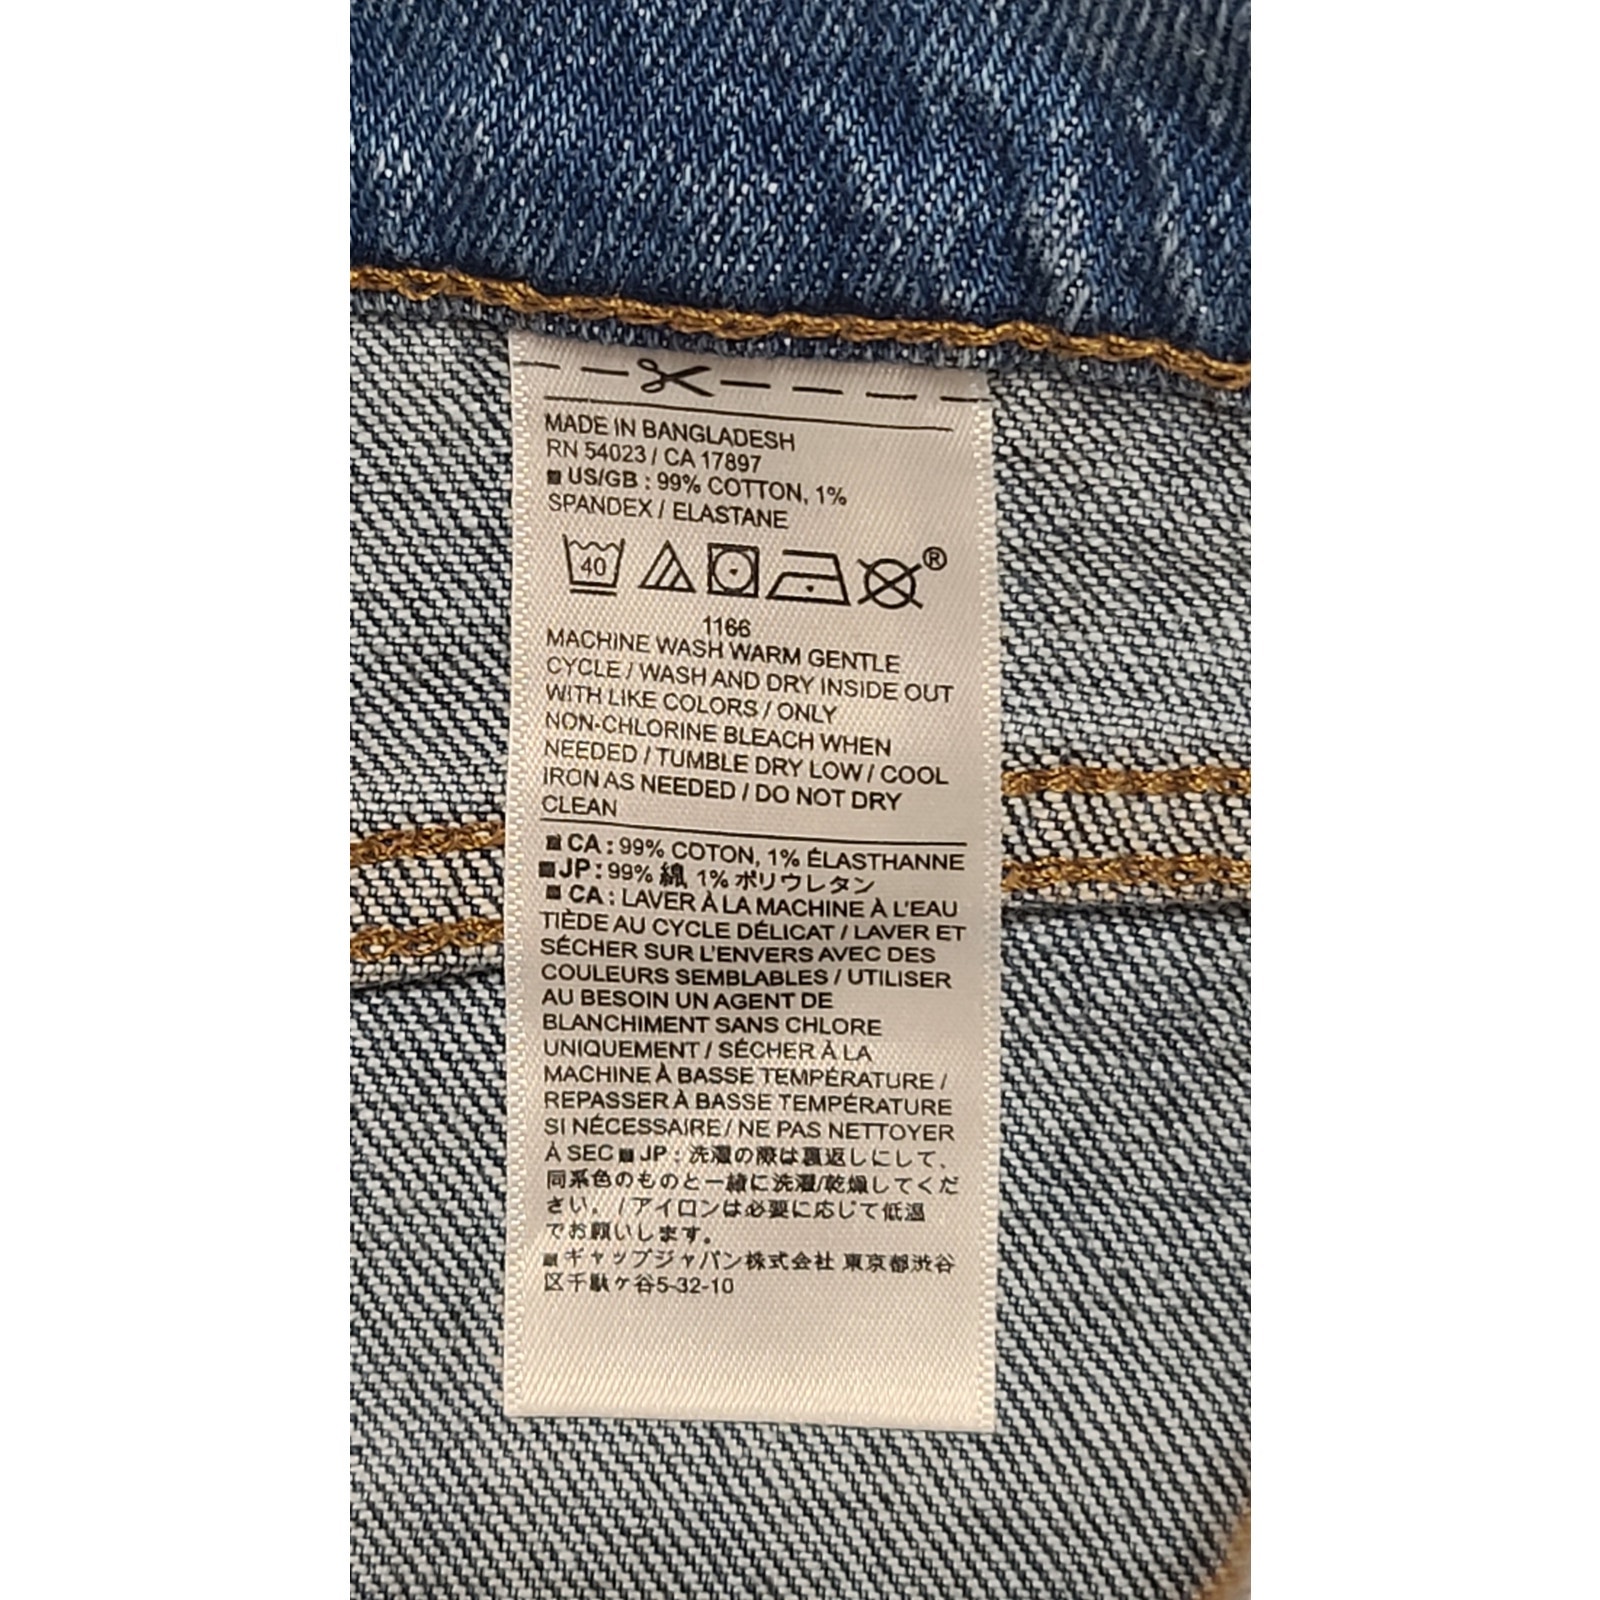 MADE IN BANGLADESH
RN 54023 / CA 17897
■ US/GB : 99% COTTON, 1%
SPANDEX / ELASTANE
40
®
1166
MACHINE WASH WARM GENTLE
CYCLE / WASH AND DRY INSIDE OUT
WITH LIKE COLORS / ONLY
NON-CHLORINE BLEACH WHEN
NEEDED / TUMBLE DRY LOW / COOL
IRON AS NEEDED / DO NOT DRY
CLEAN
■ CA : 99% COTON, 1% ÉLASTHANNE
■ JP : 99% 綿, 1% ポリウレタン
■ CA : LAVER À LA MACHINE À L'EAU
TIÈDE AU CYCLE DÉLICAT / LAVER ET
SÉCHER SUR L'ENVERS AVEC DES
COULEURS SEMBLABLES / UTILISER
AU BESOIN UN AGENT DE
BLANCHIMENT SANS CHLORE
UNIQUEMENT / SÉCHER À LA
MACHINE À BASSE TEMPÉRATURE /
REPASSER À BASSE TEMPÉRATURE
SI NÉCESSAIRE / NE PAS NETTOYER
À SEC ■ JP : 洗濯の際は裏返しにして、
同系色のものと一緒に洗濯/乾燥してくだ
さい。/ アイロンは必要に応じて低温
でお願いします。
■ ギャップジャパン株式会社 東京都渋谷
区千駄ヶ谷5-32-10